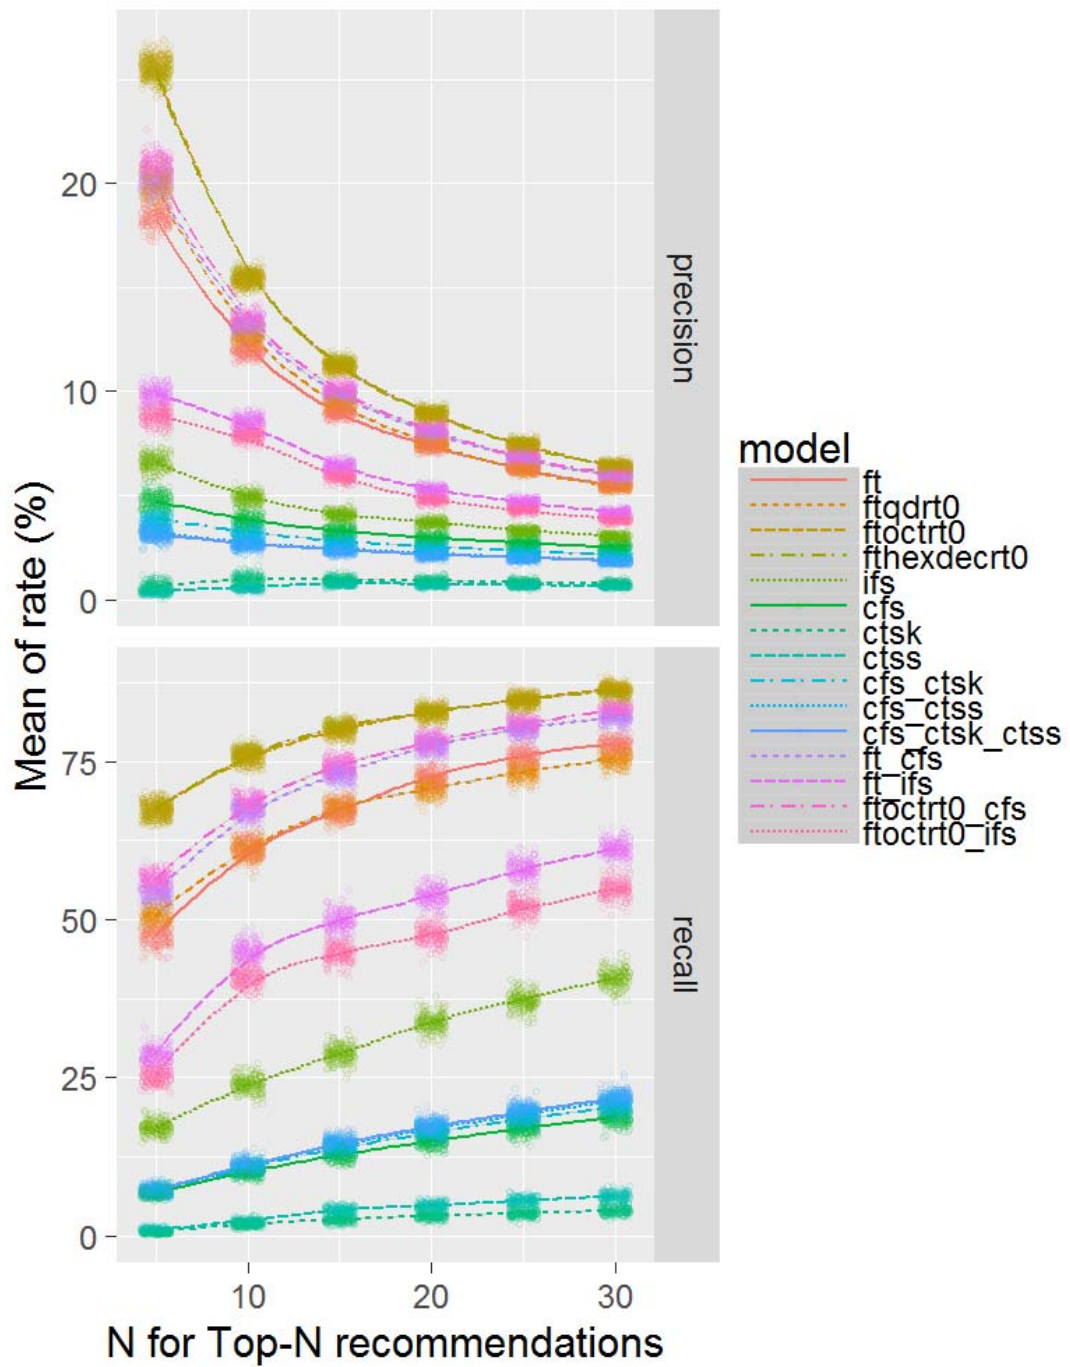 20
10
0
precision
75
50
25
0
recall
Mean of rate (%)
10 20 30
N for Top-N recommendations
model
ft
ftqdrt0
ftoctrt0
fthexdecrt0
ifs
cfs
ctsk
ctss
cfs_ctsk
cfs_ctss
cfs_ctsk_ctss
ft_cfs
ft_ifs
ftoctrt0_cfs
ftoctrt0_ifs